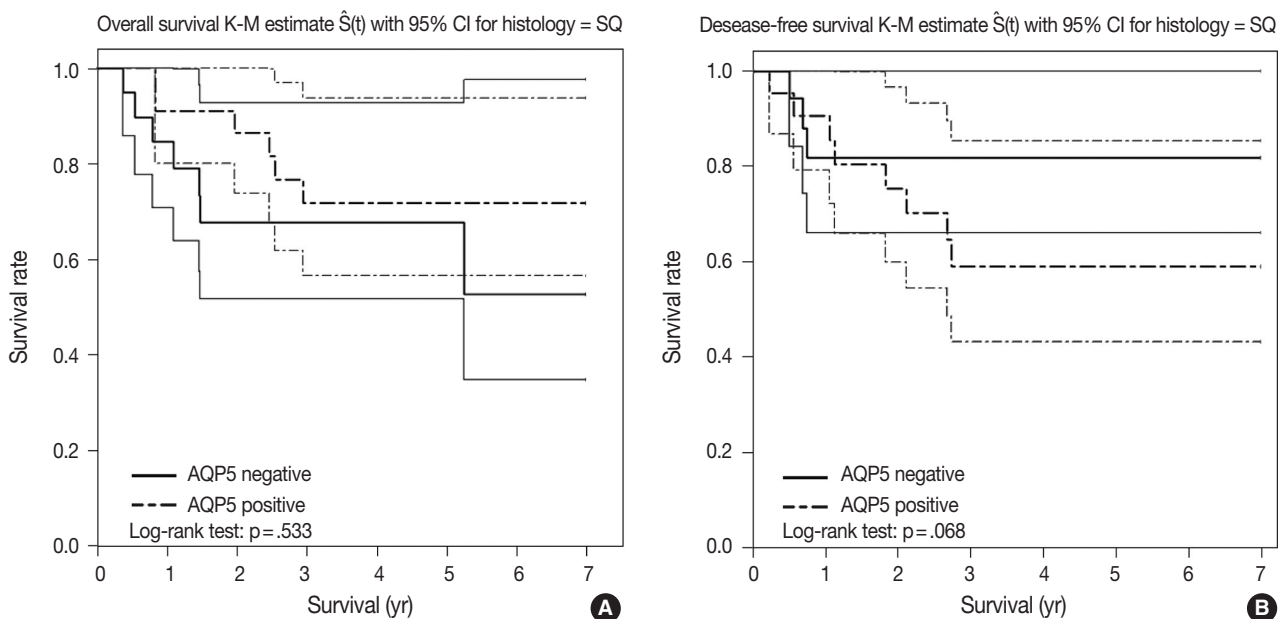 Overall survival K-M estimate Ŝ(t) with 95% CI for histology = SQ
1.0
0.8
0.6
0.4
0.2
0.0
Survival rate
AQP5 negative
AQP5 positive
Log-rank test: p=.533
0 1 2 3 4 5 6 7
Survival (yr)
A
Desease-free survival K-M estimate Ŝ(t) with 95% CI for histology = SQ
1.0
0.8
0.6
0.4
0.2
0.0
Survival rate
AQP5 negative
AQP5 positive
Log-rank test: p=.068
0 1 2 3 4 5 6 7
Survival (yr)
B